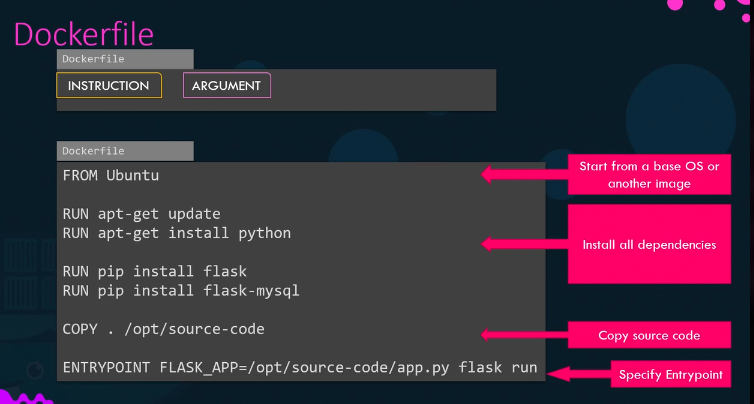 Dockerfile
Dockerfile
INSTRUCTION ARGUMENT
Dockerfile
FROM Ubuntu
Start from a base OS or
another image
RUN apt-get update
RUN apt-get install python
Install all dependencies
RUN pip install flask
RUN pip install flask-mysql
COPY . /opt/source-code
Copy source code
ENTRYPOINT FLASK_APP=/opt/source-code/app.py flask run
Specify Entrypoint